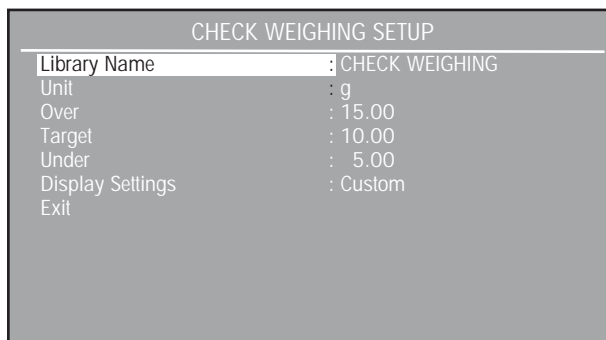 CHECK WEIGHING SETUP
Library Name : CHECK WEIGHING
Unit : g
Over : 15.00
Target : 10.00
Under : 5.00
Display Settings : Custom
Exit